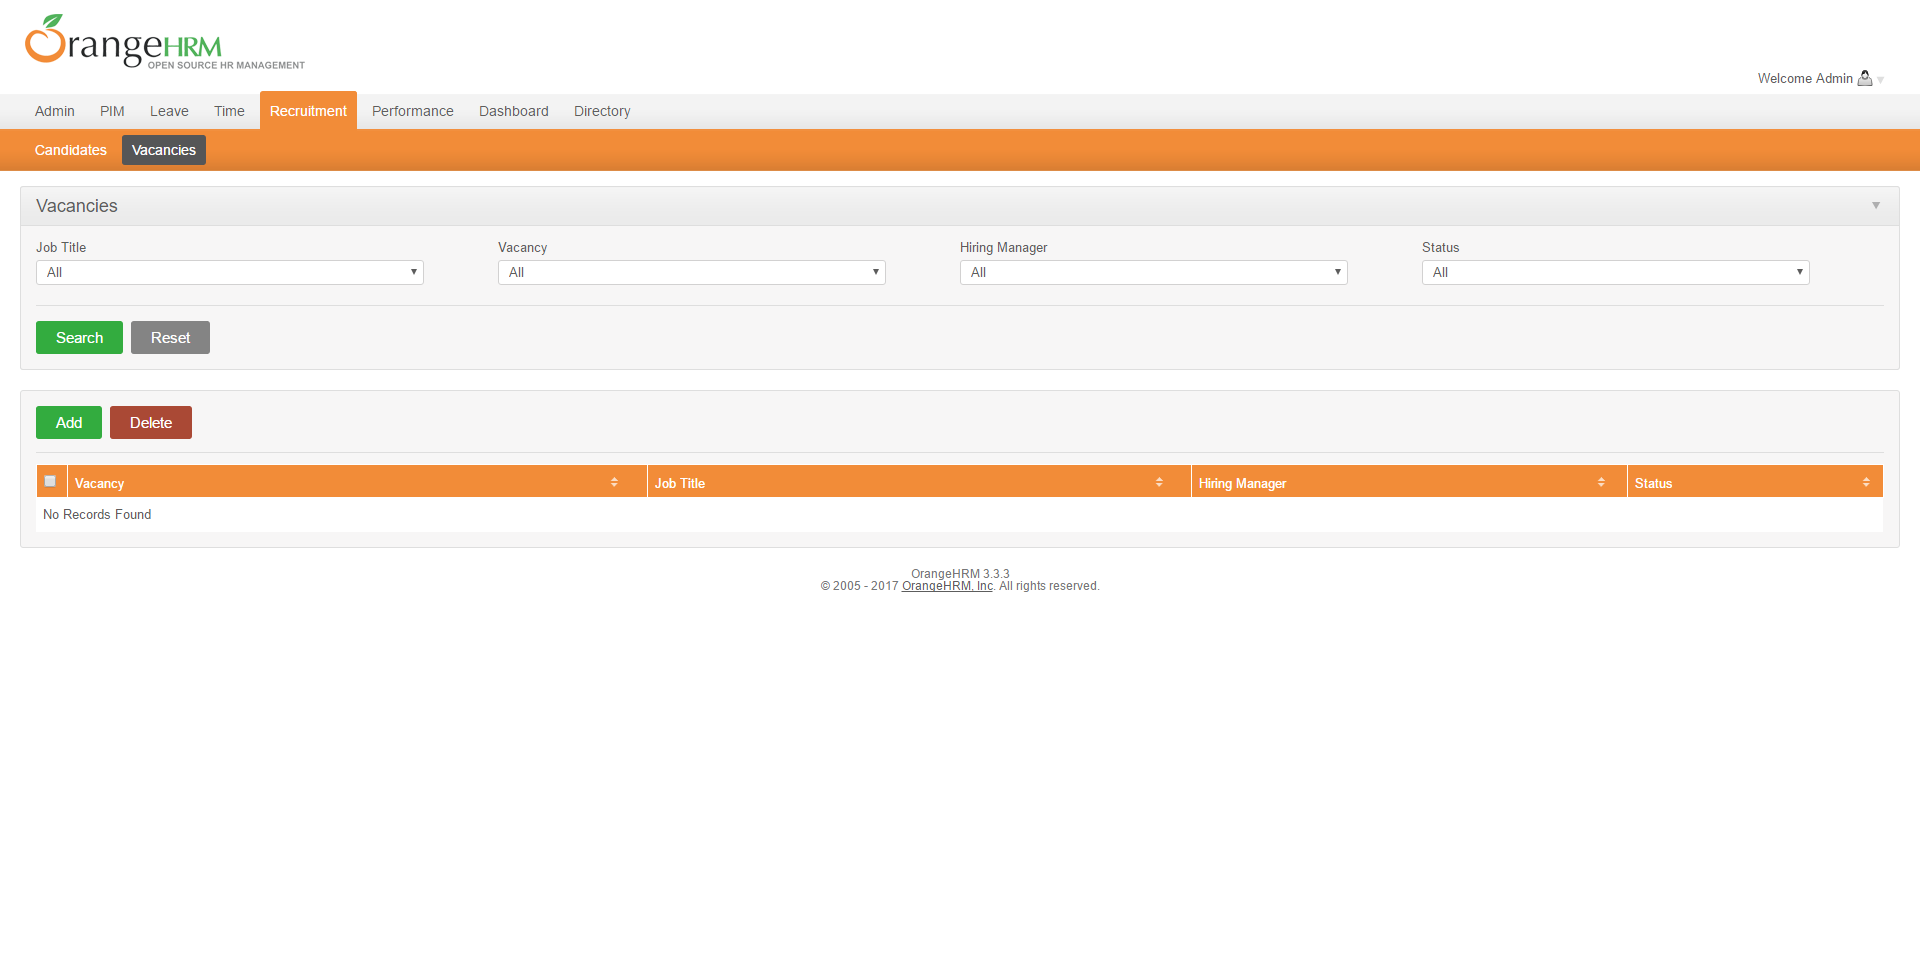 OrangeHRM
OPEN SOURCE HR MANAGEMENT
Welcome Admin
Admin PIM Leave Time Recruitment Performance Dashboard Directory
Candidates Vacancies
Vacancies
Job Title Vacancy Hiring Manager Status
All All All All
Search Reset
Add Delete
Vacancy Job Title Hiring Manager Status
No Records Found
OrangeHRM 3.3.3
© 2005 - 2017 OrangeHRM, Inc. All rights reserved.